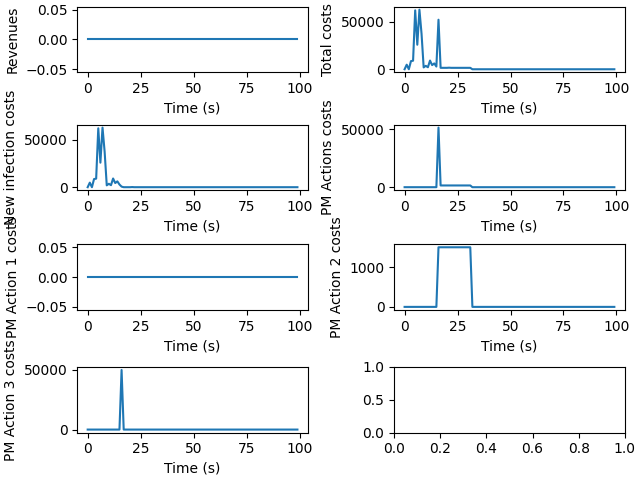 Revenues
0.05
0.00
−0.05
0 25 50 75 100
Time (s)
Total costs
50000
0
0 25 50 75 100
Time (s)
New infection costs
50000
0
0 25 50 75 100
Time (s)
PM Actions costs
50000
0
0 25 50 75 100
Time (s)
PM Action 1 costs
0.05
0.00
−0.05
0 25 50 75 100
Time (s)
PM Action 2 costs
1000
0
0 25 50 75 100
Time (s)
PM Action 3 costs
50000
0
0 25 50 75 100
Time (s)
1.0
0.5
0.0
0.0 0.2 0.4 0.6 0.8 1.0